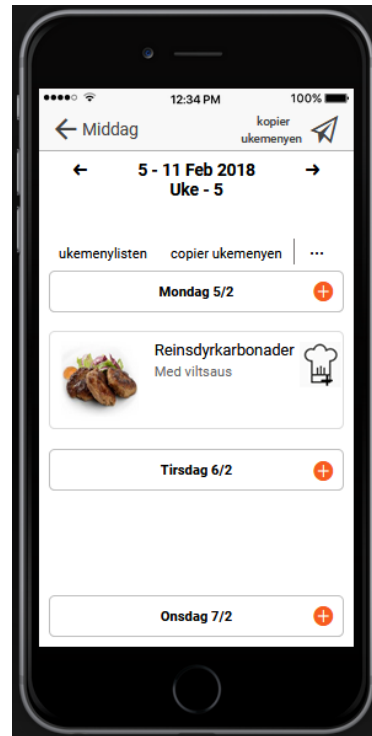 12:34 PM
100%
Middag
kopier
ukemenyen
5 - 11 Feb 2018
Uke - 5
ukemenylisten copier ukemenyen ...
Mondag 5/2
Reinsdyrkarbonader
Med viltsaus
Tirsdag 6/2
Onsdag 7/2